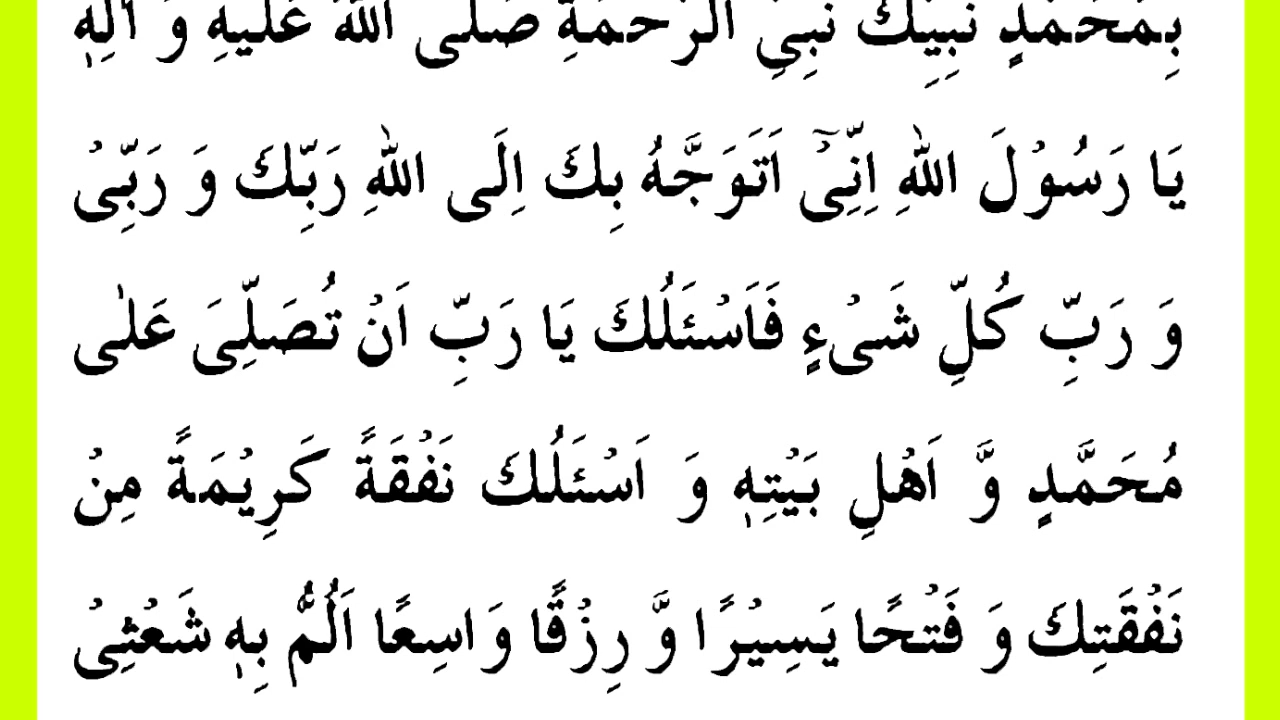 بِمُحَمَّدٍ نَبِيِّكَ نَبِيِّ الرَّحْمَةِ صَلَّى اللّٰهُ عَلَيْهِ وَ اٰلِهٖ
يَا رَسُوْلَ اللّٰهِ اِنِّىْٓ اَتَوَجَّهُ بِكَ اِلَى اللّٰهِ رَبِّكَ وَ رَبِّىْ
وَ رَبِّ كُلِّ شَىْءٍ فَاَسْئَلُكَ يَا رَبِّ اَنْ تُصَلِّىَ عَلٰى
مُحَمَّدٍ وَّ اَهْلِ بَيْتِهٖ وَ اَسْئَلُكَ نَفْقَةً كَرِيْمَةً مِنْ
نَفْقَتِكَ وَ فَتْحًا يَسِيْرًا وَّ رِزْقًا وَاسِعًا اَلُمُّ بِهٖ شَعْثِىْ